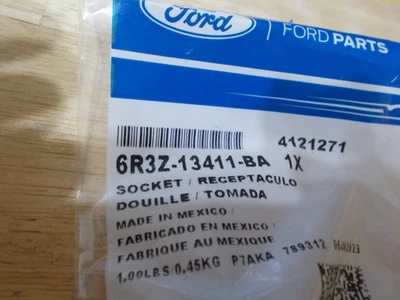 Ford
FORD PARTS
4121271
6R3Z-13411-BA 1X
SOCKET / RECEPTACULO
DOUILLE / TOMADA
MADE IN MEXICO /
FABRICADO EN MEXICO /
FABRIQUE AU MEXIQUE
1.00LBS/0.45KG P7AKA 789312